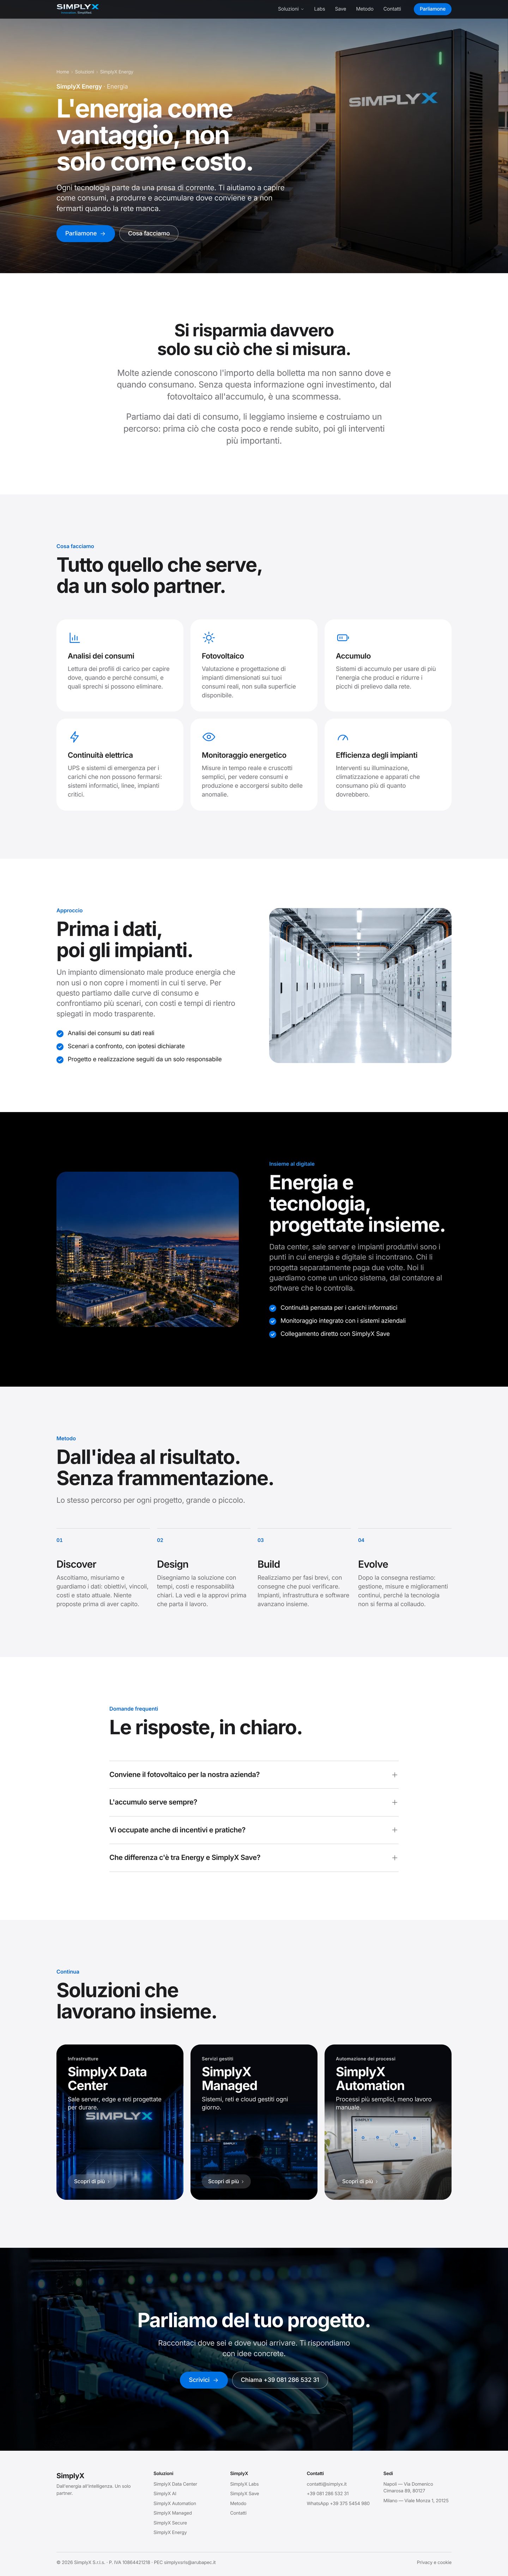 SIMPLYX
Soluzioni
Labs
Save
Metodo
Contatti
Parliamone
Home › Soluzioni › SimplyX Energy
SimplyX Energy · Energia
L'energia come
vantaggio, non
solo come costo.
Ogni tecnologia parte da una presa di corrente. Ti aiutiamo a capire
come consumi, a produrre e accumulare dove conviene e a non
fermarti quando la rete manca.
Parliamone →
Cosa facciamo
SIMPLYX
Si risparmia davvero
solo su ciò che si misura.
Molte aziende conoscono l'importo della bolletta ma non sanno dove e
quando consumano. Senza questa informazione ogni investimento, dal
fotovoltaico all'accumulo, è una scommessa.
Partiamo dai dati di consumo, li leggiamo insieme e costruiamo un
percorso: prima ciò che costa poco e rende subito, poi gli interventi
più importanti.
Cosa facciamo
Tutto quello che serve,
da un solo partner.
Analisi dei consumi
Lettura dei profili di carico per capire
dove, quando e perché consumi, e
quali sprechi si possono eliminare.
Fotovoltaico
Valutazione e progettazione di
impianti dimensionati sui tuoi
consumi reali, non sulla superficie
disponibile.
Accumulo
Sistemi di accumulo per usare di più
l'energia che produci e ridurre i
picchi di prelievo dalla rete.
Continuità elettrica
UPS e sistemi di emergenza per i
carichi che non possono fermarsi:
sistemi informatici, linee, impianti
critici.
Monitoraggio energetico
Misure in tempo reale e cruscotti
semplici, per vedere consumi e
produzione e accorgersi subito delle
anomalie.
Efficienza degli impianti
Interventi su illuminazione,
climatizzazione e apparati che
consumano più di quanto
dovrebbero.
Approccio
Prima i dati,
poi gli impianti.
Un impianto dimensionato male produce energia che
non usi o non copre i momenti in cui ti serve. Per
questo partiamo dalle curve di consumo e
confrontiamo più scenari, con costi e tempi di rientro
spiegati in modo trasparente.
Analisi dei consumi su dati reali
Scenari a confronto, con ipotesi dichiarate
Progetto e realizzazione seguiti da un solo responsabile
Insieme al digitale
Energia e
tecnologia,
progettate insieme.
Data center, sale server e impianti produttivi sono i
punti in cui energia e digitale si incontrano. Chi li
progetta separatamente paga due volte. Noi li
guardiamo come un unico sistema, dal contatore al
software che lo controlla.
Continuità pensata per i carichi informatici
Monitoraggio integrato con i sistemi aziendali
Collegamento diretto con SimplyX Save
Metodo
Dall'idea al risultato.
Senza frammentazione.
Lo stesso percorso per ogni progetto, grande o piccolo.
01
Discover
Ascoltiamo, misuriamo e
guardiamo i dati: obiettivi, vincoli,
costi e stato attuale. Niente
proposte prima di aver capito.
02
Design
Disegniamo la soluzione con
tempi, costi e responsabilità
chiari. La vedi e la approvi prima
che parta il lavoro.
03
Build
Realizziamo per fasi brevi, con
consegne che puoi verificare.
Impianti, infrastruttura e software
avanzano insieme.
04
Evolve
Dopo la consegna restiamo:
gestione, misure e miglioramenti
continui, perché la tecnologia
non si ferma al collaudo.
Domande frequenti
Le risposte, in chiaro.
Conviene il fotovoltaico per la nostra azienda?
L'accumulo serve sempre?
Vi occupate anche di incentivi e pratiche?
Che differenza c'è tra Energy e SimplyX Save?
Continua
Soluzioni che
lavorano insieme.
Infrastrutture
SimplyX Data
Center
Sale server, edge e reti progettate
per durare.
SIMPLYX
Scopri di più ›
Servizi gestiti
SimplyX
Managed
Sistemi, reti e cloud gestiti ogni
giorno.
Scopri di più ›
Automazione dei processi
SimplyX
Automation
Processi più semplici, meno lavoro
manuale.
Scopri di più ›
Parliamo del tuo progetto.
Raccontaci dove sei e dove vuoi arrivare. Ti rispondiamo
con idee concrete.
Scrivici →
Chiama +39 081 286 532 31
SimplyX
Dall'energia all'intelligenza. Un solo
partner.
Soluzioni
SimplyX Data Center
SimplyX AI
SimplyX Automation
SimplyX Managed
SimplyX Secure
SimplyX Energy
SimplyX
SimplyX Labs
SimplyX Save
Metodo
Contatti
Contatti
contatti@simplyx.it
+39 081 286 532 31
WhatsApp +39 375 5454 980
Sedi
Napoli — Via Domenico
Cimarosa 69, 80127
Milano — Viale Monza 1, 20125
© 2026 SimplyX S.r.l.s. · P. IVA 10864421218 · PEC simplyxsrls@arubapec.it
Privacy e cookie